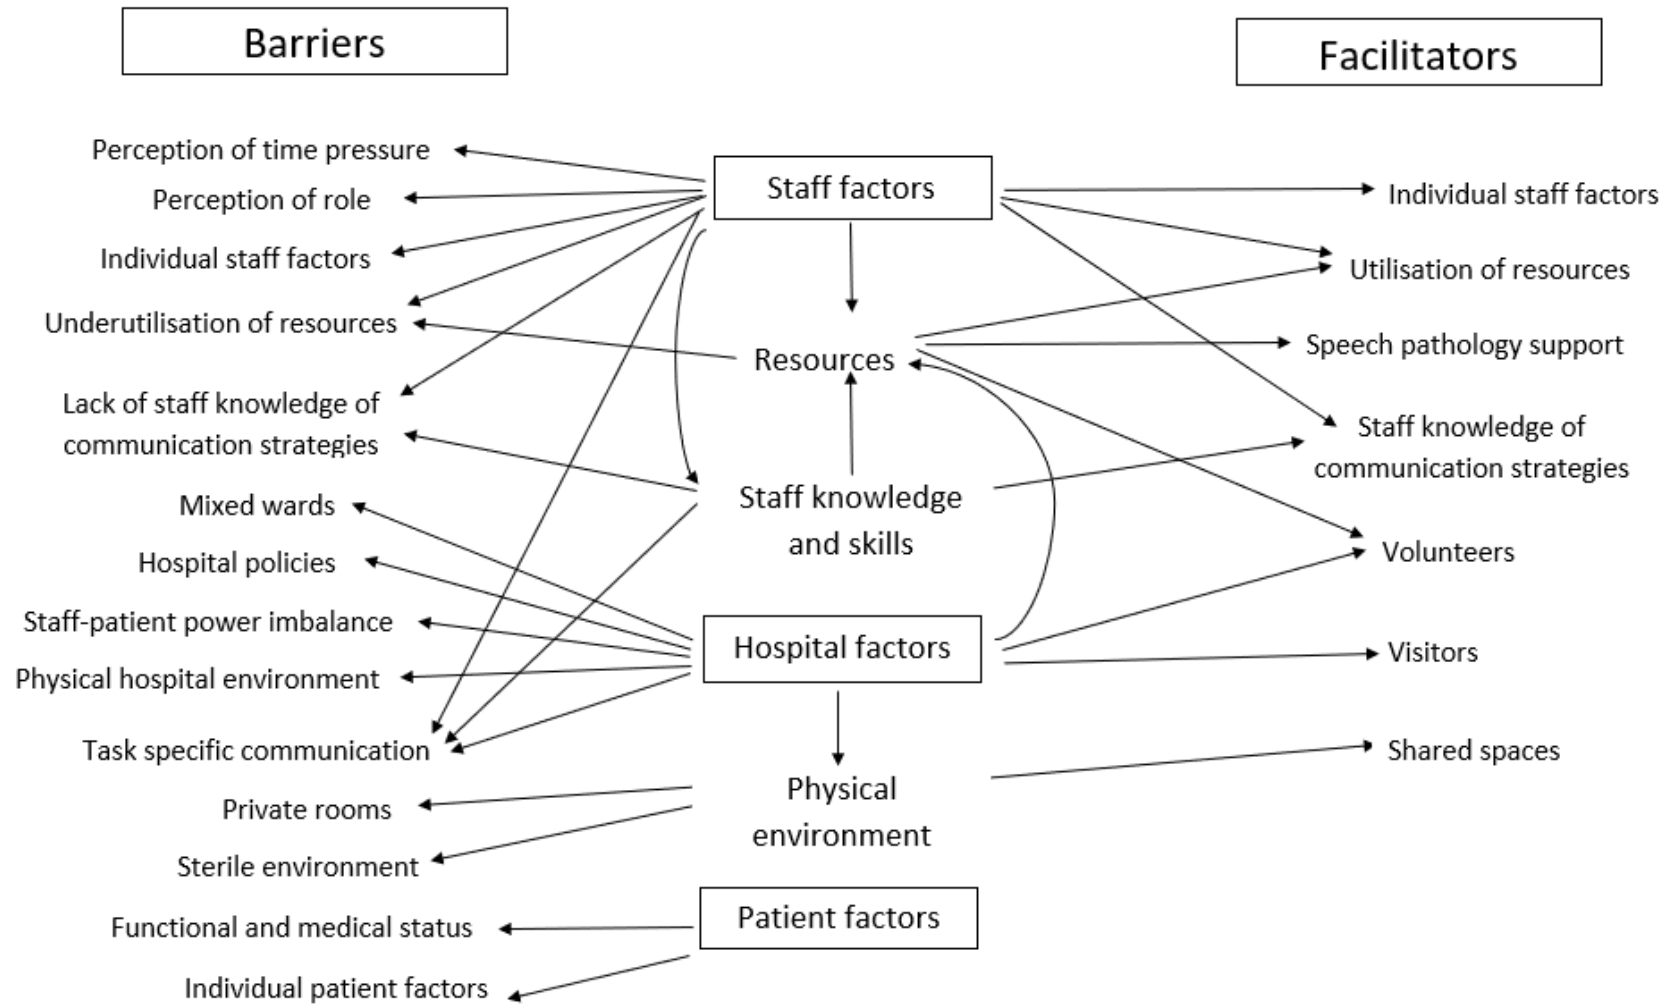 Barriers
Facilitators
Perception of time pressure
Perception of role
Individual staff factors
Underutilisation of resources
Lack of staff knowledge of
communication strategies
Mixed wards
Hospital policies
Staff-patient power imbalance
Physical hospital environment
Task specific communication
Private rooms
Sterile environment
Functional and medical status
Individual patient factors
Staff factors
Resources
Staff knowledge
and skills
Hospital factors
Physical
environment
Patient factors
Individual staff factors
Utilisation of resources
Speech pathology support
Staff knowledge of
communication strategies
Volunteers
Visitors
Shared spaces